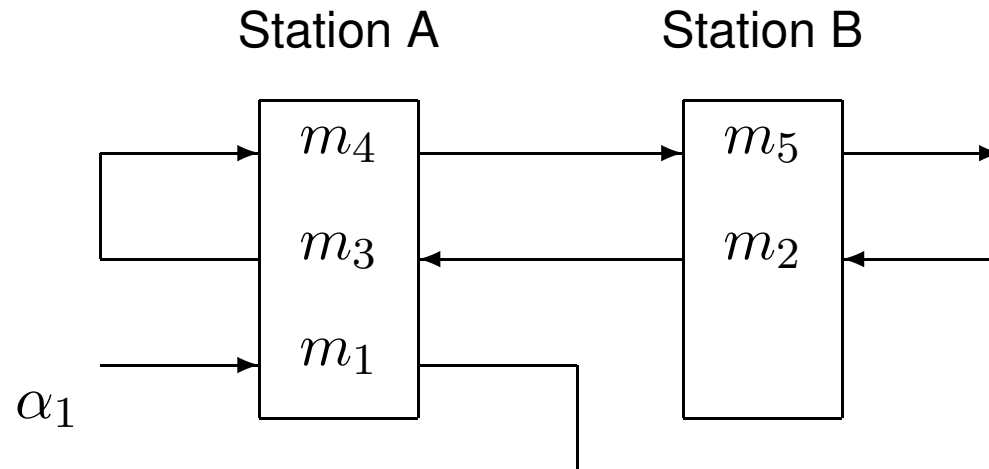 Station A Station B
m₄ m₅
m₃ m₂
m₁
α₁